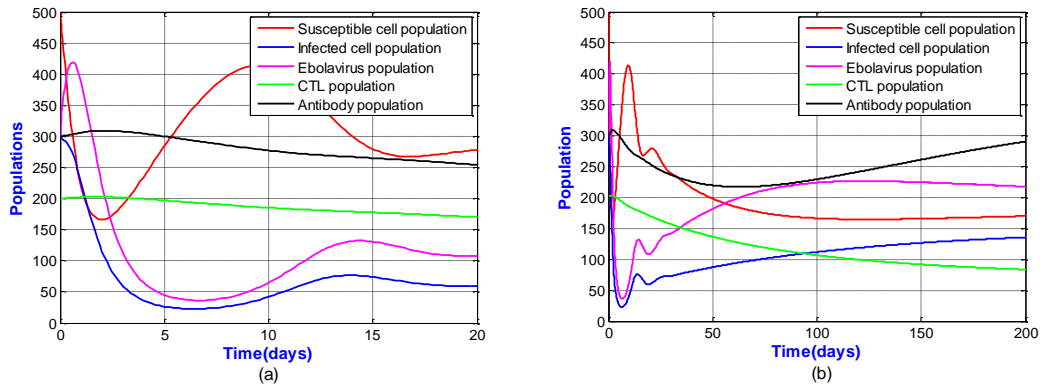 500
450
400
350
300
250
200
150
100
50
0
Populations
Susceptible cell population
Infected cell population
Ebolavirus population
CTL population
Antibody population
0 5 10 15 20
Time(days)
(a)
500
450
400
350
300
250
200
150
100
50
0
Population
Susceptible cell population
Infected cell population
Ebolavirus population
CTL population
Antibody population
0 50 100 150 200
Time(days)
(b)